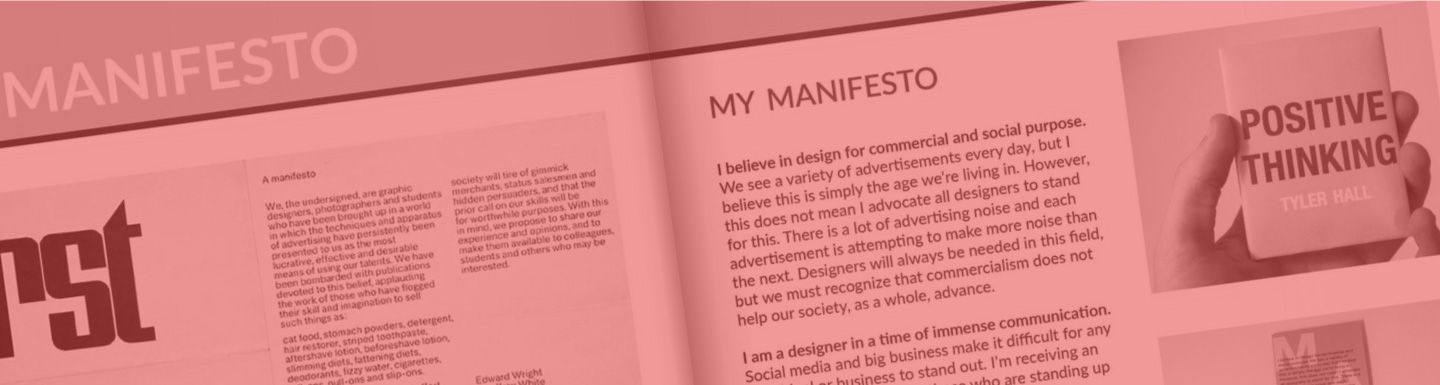 MANIFESTO
rst
A manifesto
We, the undersigned, are graphic
designers, photographers and students
who have been brought up in a world
in which the techniques and apparatus
of advertising have persistently been
presented to us as the most
lucrative, effective and desirable
means of using our talents. We have
been bombarded with publications
devoted to this belief, applauding
the work of those who have flogged
their skill and imagination to sell
such things as:
cat food, stomach powders, detergent,
hair restorer, striped toothpaste,
aftershave lotion, beforeshave lotion,
slimming diets, fattening diets,
deodorants, fizzy water, cigarettes,
pull-ons and slip-ons.
society will tire of gimmick
merchants, status salesmen and
hidden persuaders, and that the
prior call on our skills will be
for worthwhile purposes. With this
in mind, we propose to share our
experience and opinions, and to
make them available to colleagues,
students and others who may be
interested.
Edward Wright
White
MY MANIFESTO
I believe in design for commercial and social purpose.
We see a variety of advertisements every day, but I
believe this is simply the age we're living in. However,
this does not mean I advocate all designers to stand
for this. There is a lot of advertising noise and each
advertisement is attempting to make more noise than
the next. Designers will always be needed in this field,
but we must recognize that commercialism does not
help our society, as a whole, advance.
I am a designer in a time of immense communication.
Social media and big business make it difficult for any
or business to stand out. I'm receiving an
who are standing up
POSITIVE
THINKING
TYLER HALL
M